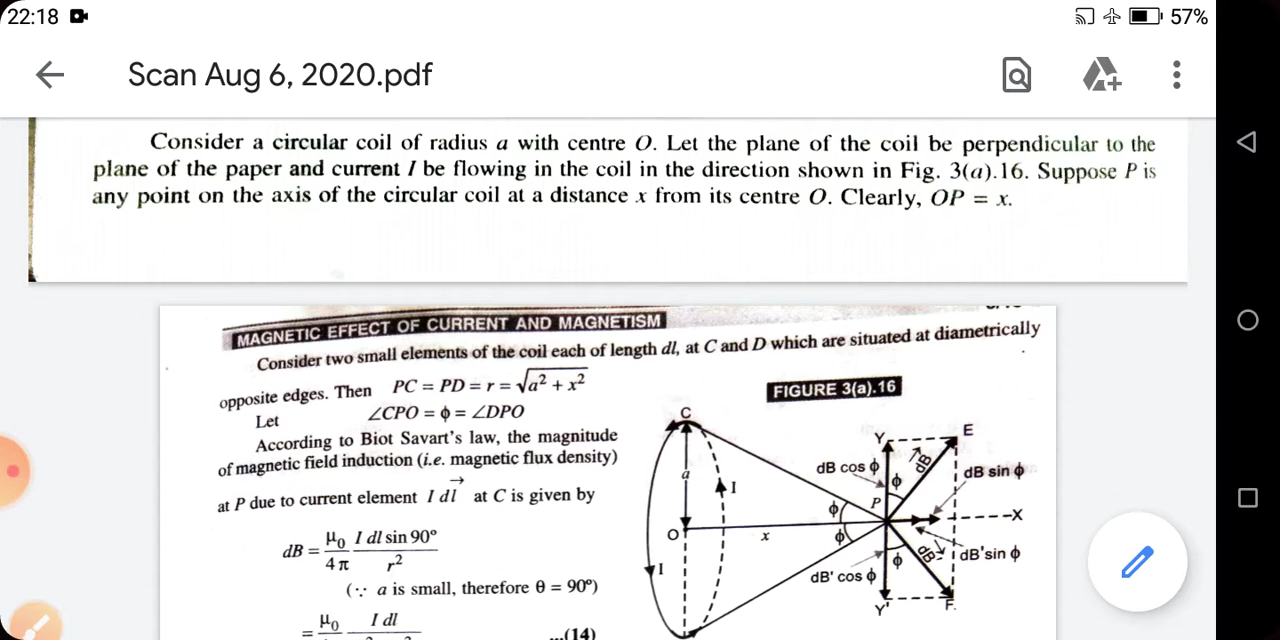 22:18
57%
Scan Aug 6, 2020.pdf
Consider a circular coil of radius a with centre O. Let the plane of the coil be perpendicular to the
plane of the paper and current I be flowing in the coil in the direction shown in Fig. 3(a).16. Suppose P is
any point on the axis of the circular coil at a distance x from its centre O. Clearly, OP = x.
MAGNETIC EFFECT OF CURRENT AND MAGNETISM
Consider two small elements of the coil each of length dl, at C and D which are situated at diametrically
opposite edges. Then PC = PD = r = √(a² + x²)
Let ∠CPO = ϕ = ∠DPO
According to Biot Savart's law, the magnitude
of magnetic field induction (i.e. magnetic flux density)
at P due to current element I dl⃗ at C is given by
dB = μ₀/4π I dl sin 90°/r²
(∵ a is small, therefore θ = 90°)
= μ₀ I dl
...(14)
FIGURE 3(a).16
C
a
I
O
x
I
ϕ
ϕ
P
Y
E
dB cos ϕ
ϕ
dB
dB sin ϕ
X
dB' sin ϕ
dB'
ϕ
dB' cos ϕ
Y'
F